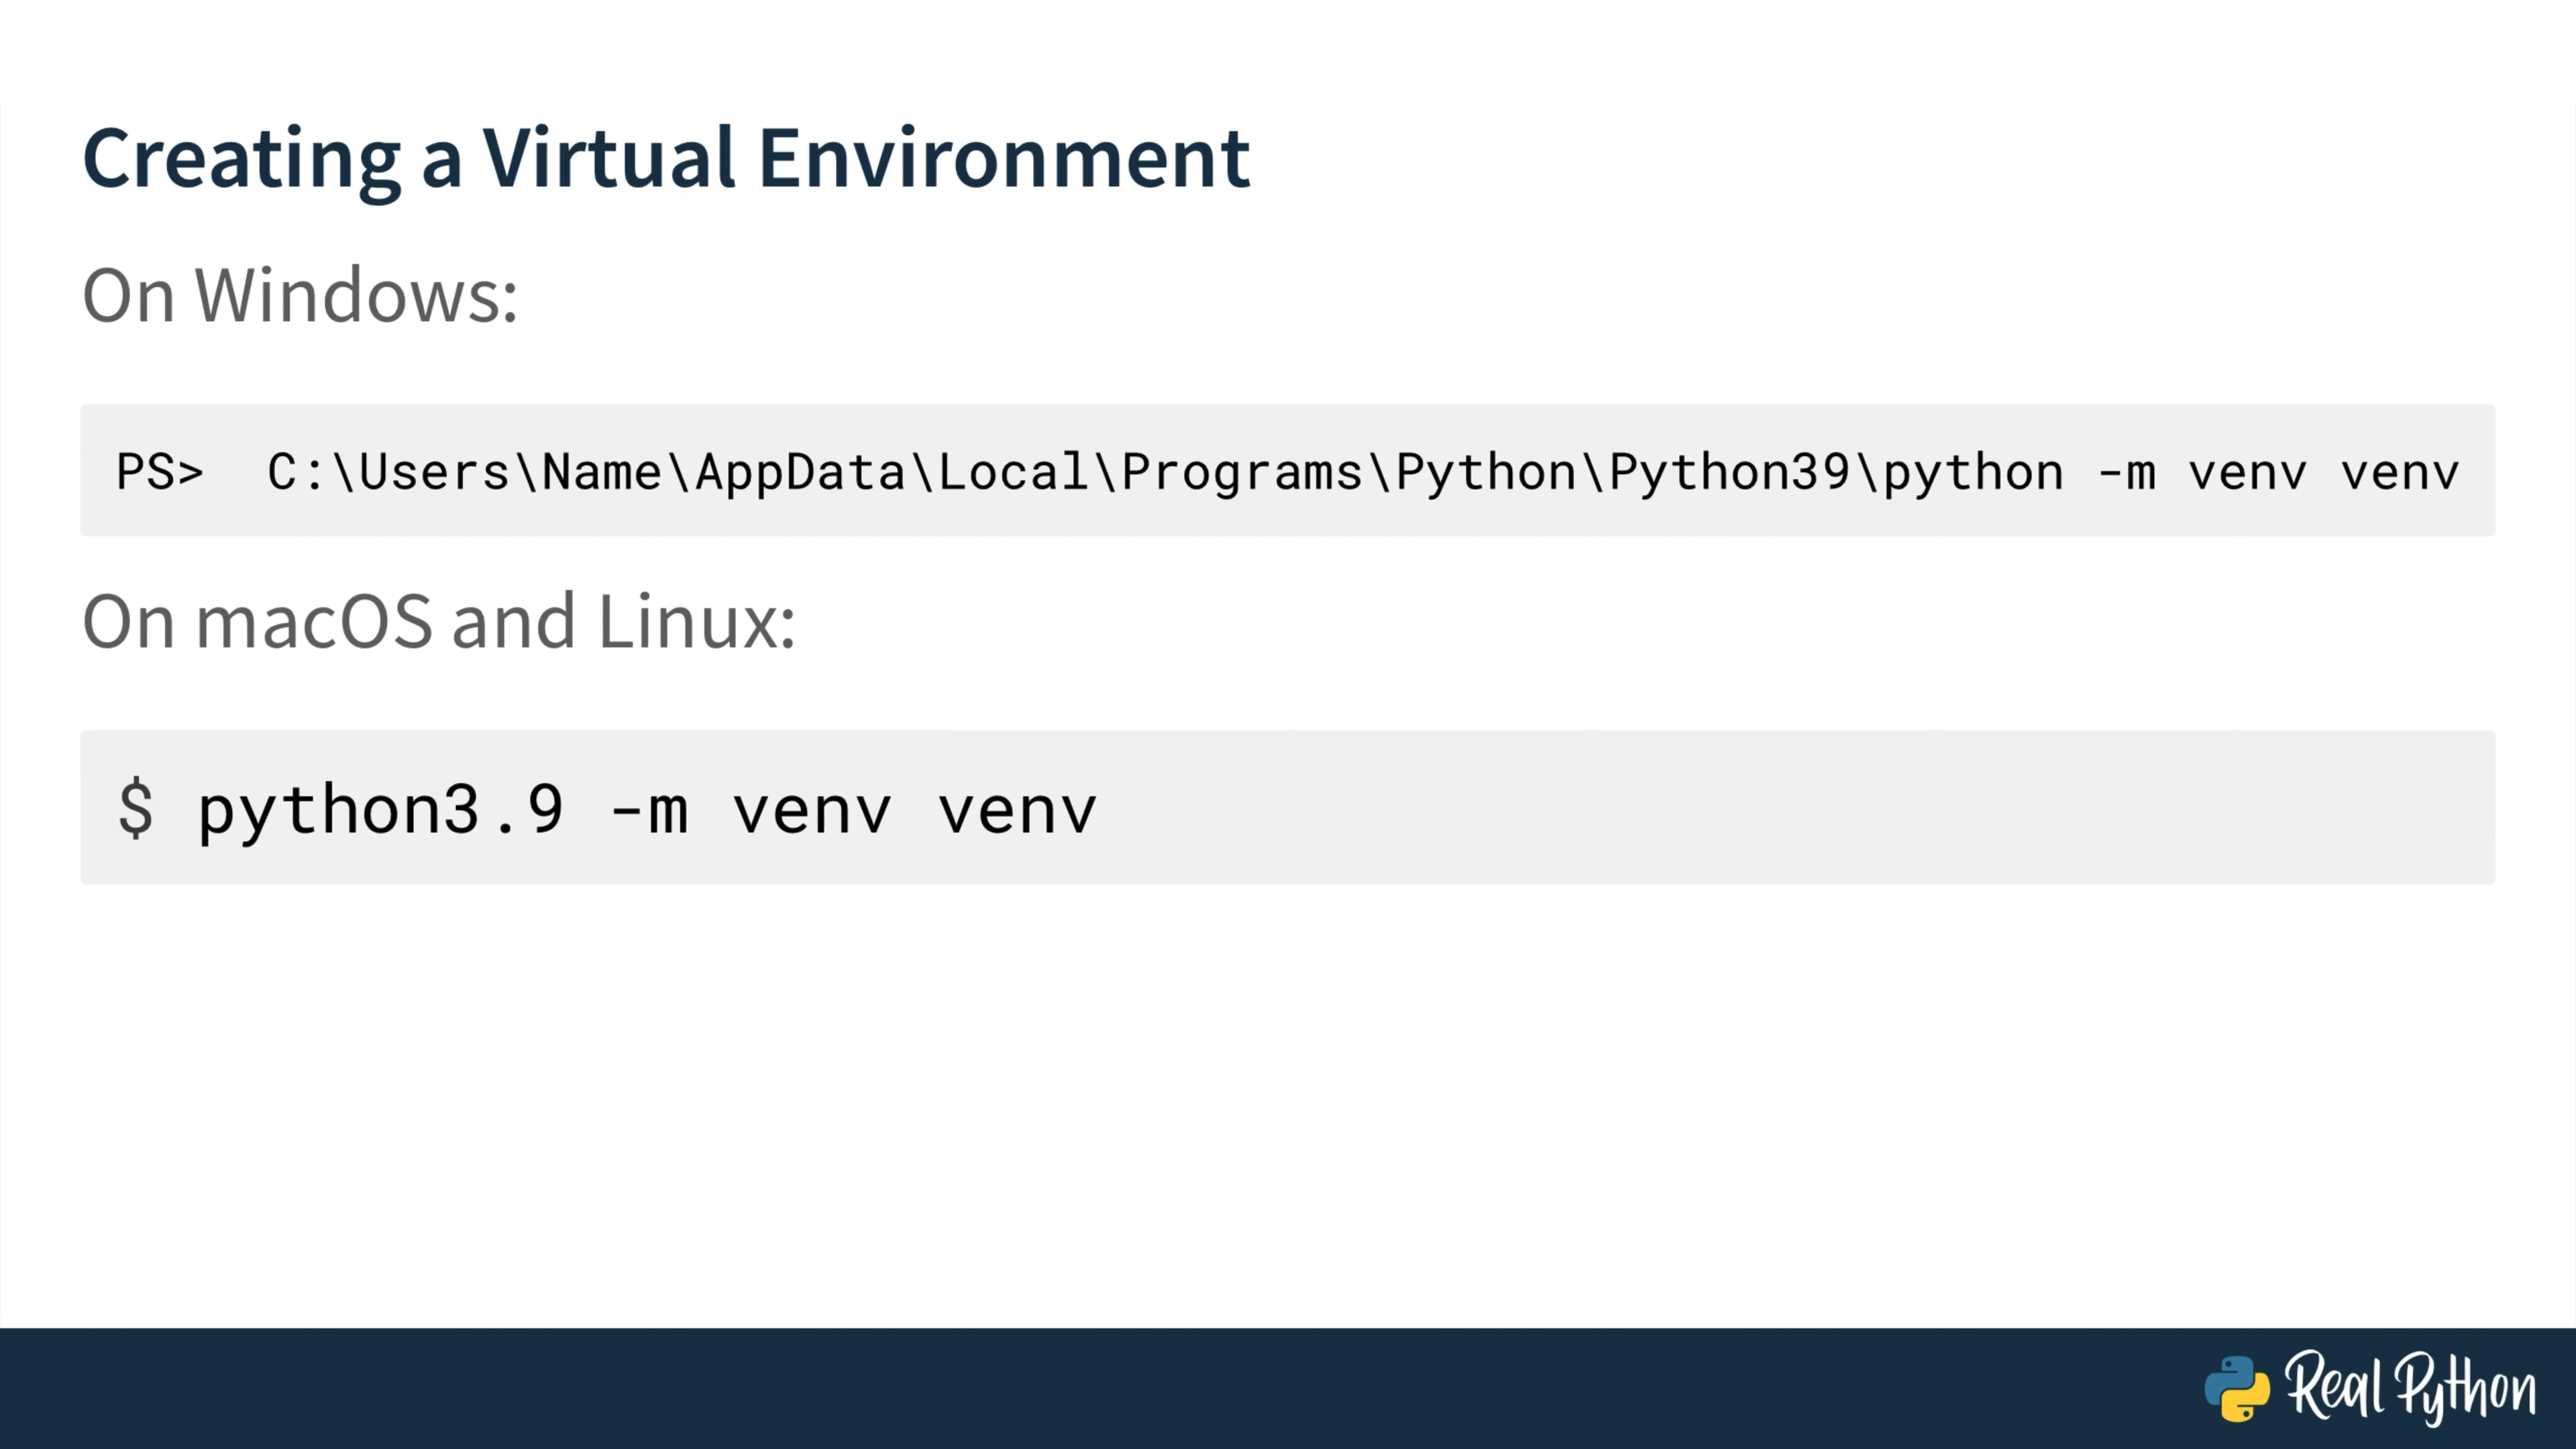 Creating a Virtual Environment
On Windows:
PS>  C:\Users\Name\AppData\Local\Programs\Python\Python39\python -m venv venv
On macOS and Linux:
$ python3.9 -m venv venv
Real Python